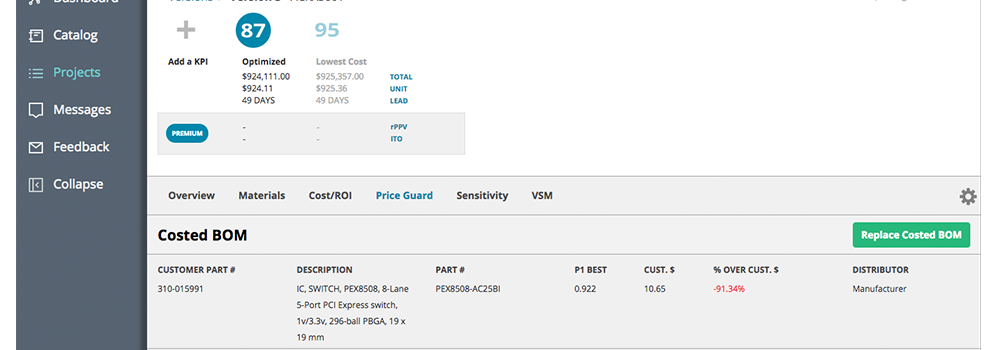 Catalog
Projects
Messages
Feedback
Collapse
87
95
Add a KPI
Optimized
Lowest Cost
$924,111.00
$925,357.00
TOTAL
$924.11
$925.36
UNIT
49 DAYS
49 DAYS
LEAD
PREMIUM
-
-
rPPV
-
-
ITO
Overview
Materials
Cost/ROI
Price Guard
Sensitivity
VSM
Costed BOM
Replace Costed BOM
CUSTOMER PART #
DESCRIPTION
PART #
P1 BEST
CUST. $
% OVER CUST. $
DISTRIBUTOR
310-015991
IC, SWITCH, PEX8508, 8-Lane
5-Port PCI Express switch,
1v/3.3v, 296-ball PBGA, 19 x
19 mm
PEX8508-AC25BI
0.922
10.65
-91.34%
Manufacturer